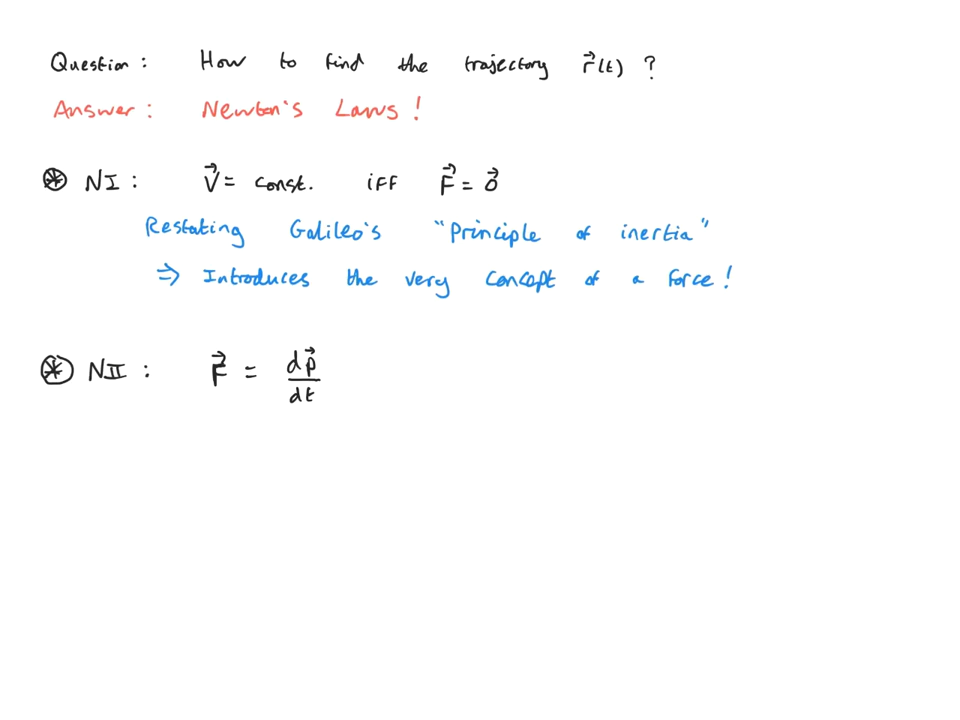 Question: How to find the trajectory r⃗(t) ?
Answer: Newton's Laws !
⊛ NI: V⃗ = const. iff F⃗ = 0⃗
Restating Galileo's "Principle of inertia"
⇒ Introduces the very concept of a force!
⊛ NII: F⃗ = dp⃗/dt